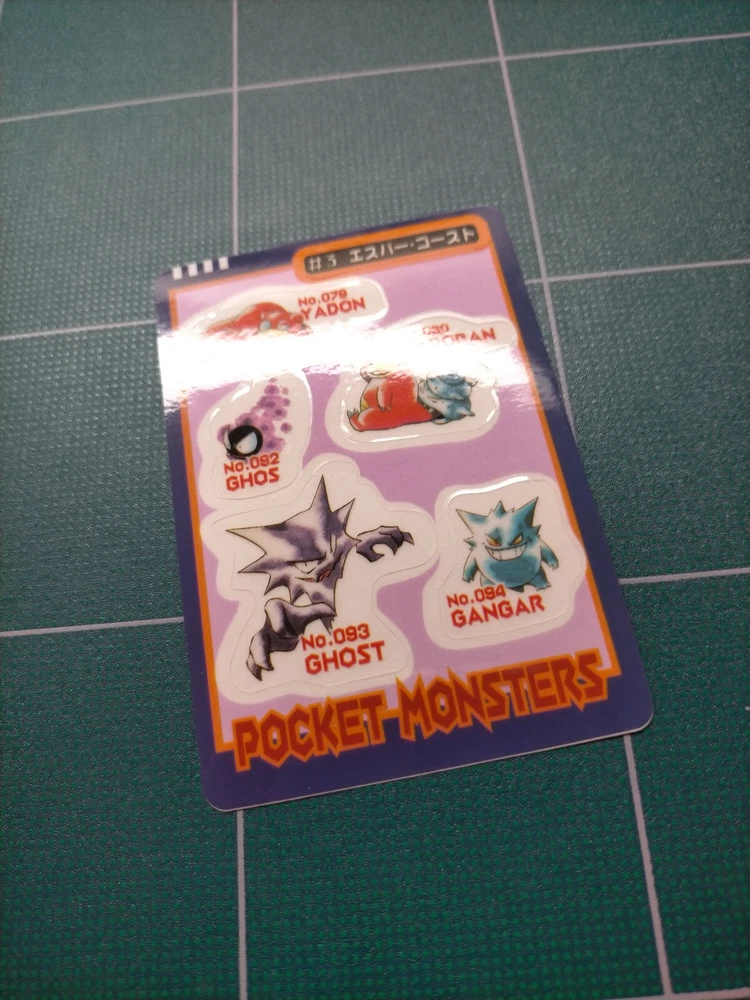 #3 エスパー・ゴースト
No.079
YADON
No.092
GHOS
No.093
GHOST
No.094
GANGAR
POCKET MONSTERS